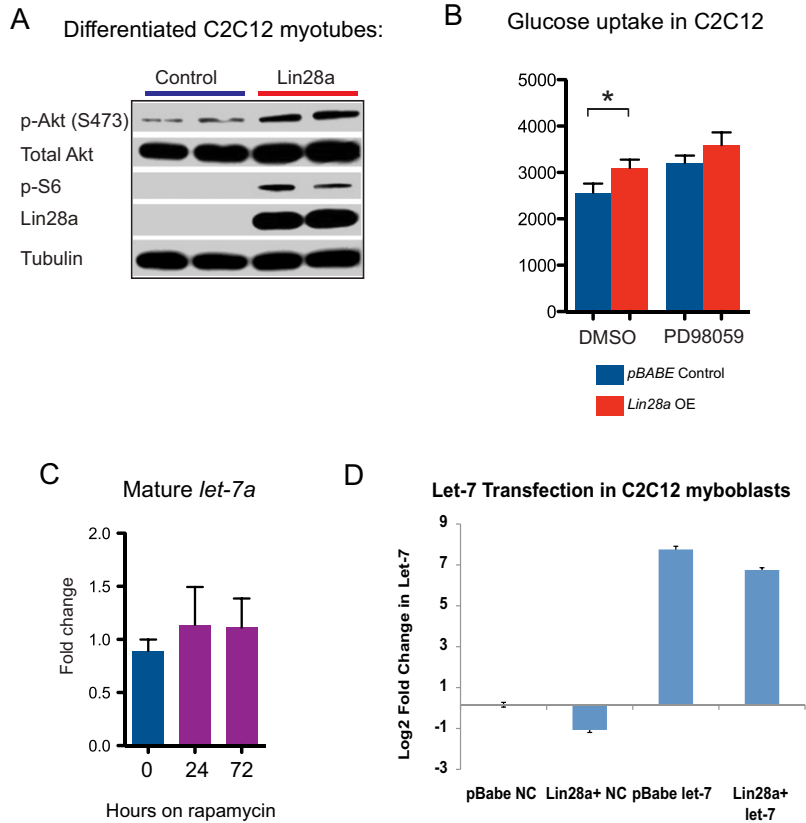 A
Differentiated C2C12 myotubes:
Control
Lin28a
p-Akt (S473)
Total Akt
p-S6
Lin28a
Tubulin
B
Glucose uptake in C2C12
5000
4000
3000
2000
1000
0
*
DMSO
PD98059
pBABE Control
Lin28a OE
C
Mature let-7a
Fold change
2.0
1.5
1.0
0.5
0.0
0
24
72
Hours on rapamycin
D
Let-7 Transfection in C2C12 myboblasts
Log2 Fold Change in Let-7
9
7
5
3
1
-1
-3
pBabe NC
Lin28a+ NC
pBabe let-7
Lin28a+
let-7